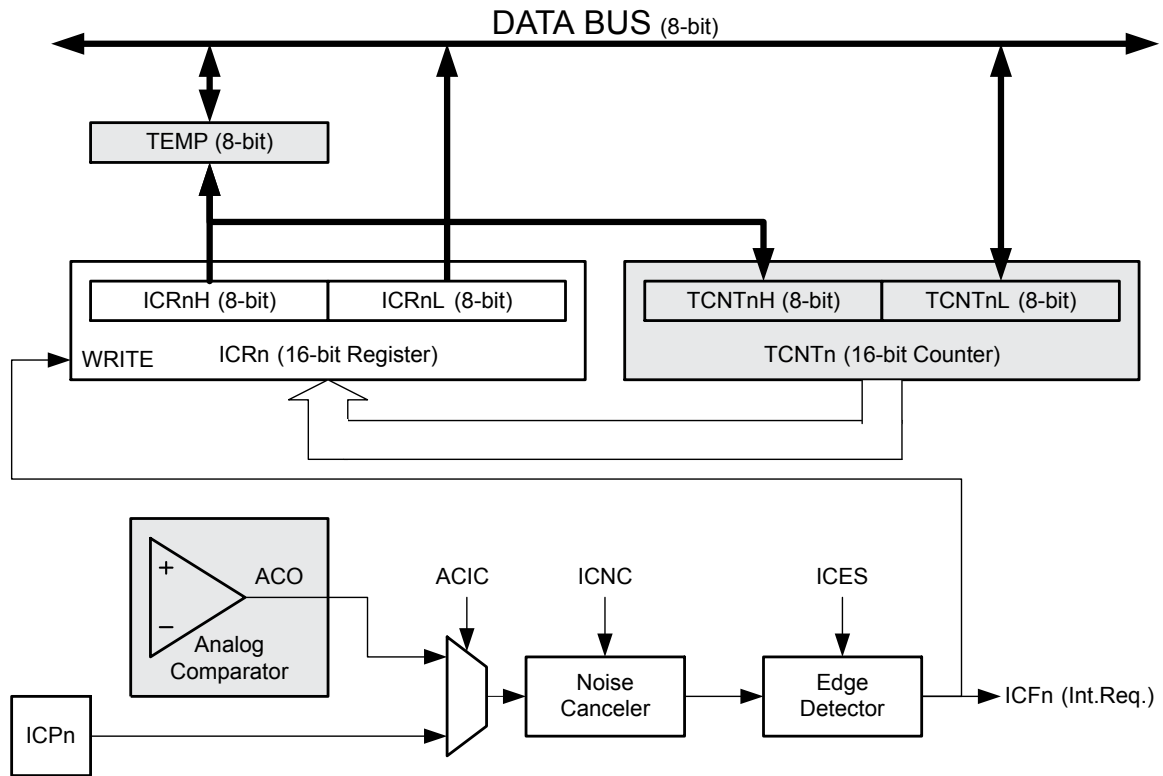 DATA BUS (8-bit)
TEMP (8-bit)
ICRnH (8-bit)
ICRnL (8-bit)
TCNTnH (8-bit)
TCNTnL (8-bit)
WRITE
ICRn (16-bit Register)
TCNTn (16-bit Counter)
+
−
ACO
Analog
Comparator
ACIC
ICNC
ICES
Noise
Canceler
Edge
Detector
ICFn (Int.Req.)
ICPn